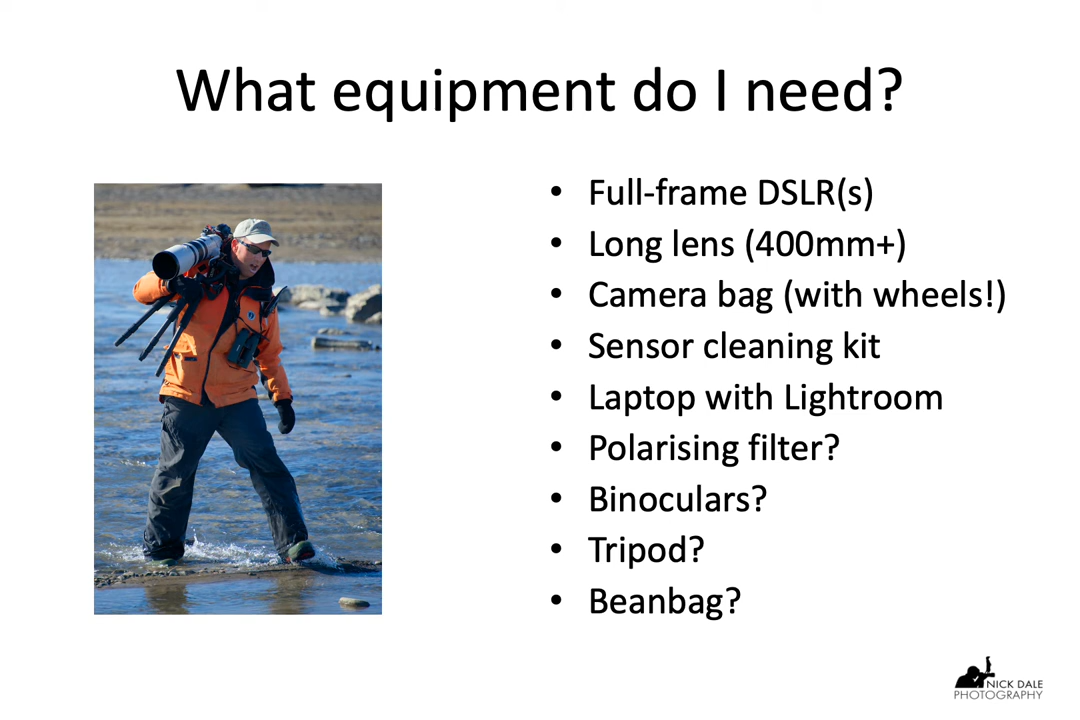 What equipment do I need?
• Full-frame DSLR(s)
• Long lens (400mm+)
• Camera bag (with wheels!)
• Sensor cleaning kit
• Laptop with Lightroom
• Polarising filter?
• Binoculars?
• Tripod?
• Beanbag?
NICK DALE
PHOTOGRAPHY